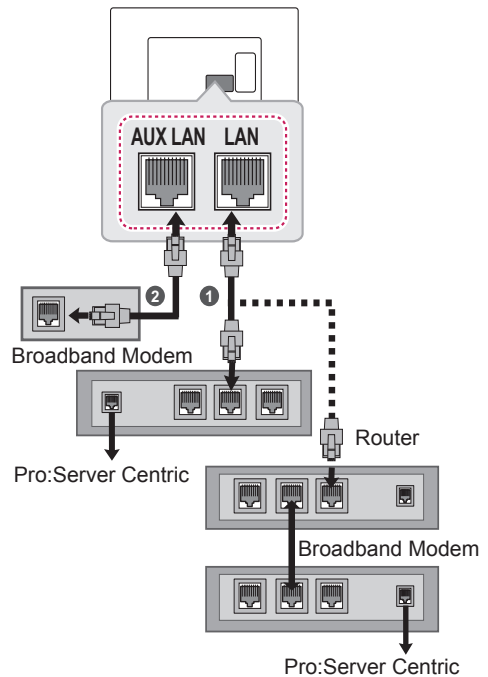 AUX LAN LAN
2 1
Broadband Modem
Router
Pro:Server Centric
Broadband Modem
Pro:Server Centric